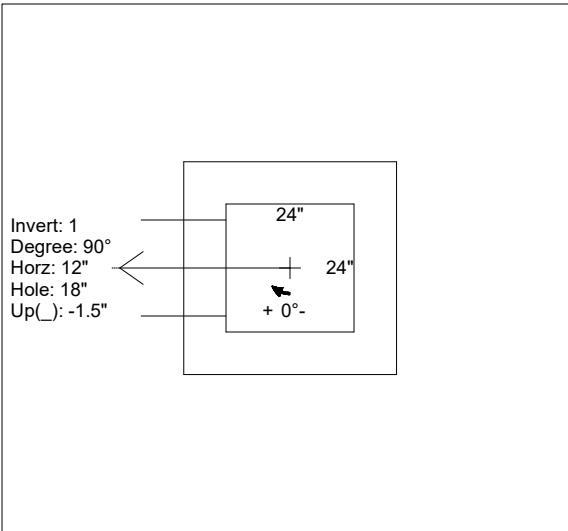 24"
Invert: 1
Degree: 90°
Horz: 12"
24"
Hole: 18"
Up(_): -1.5"
+ 0°-